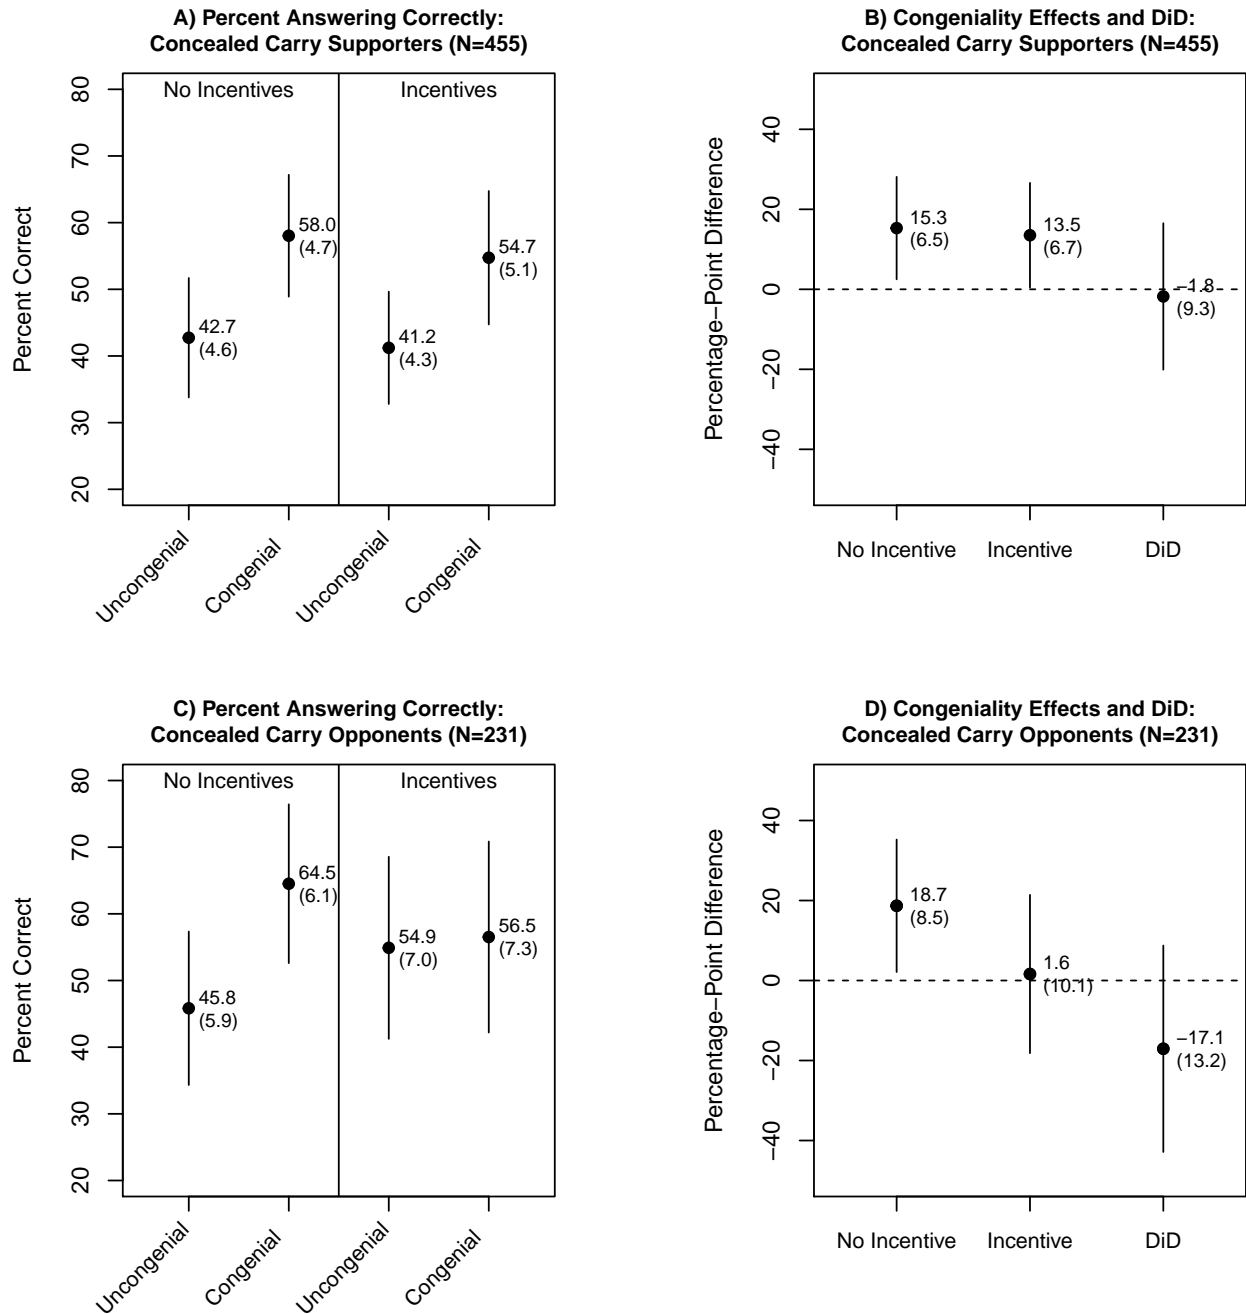 A) Percent Answering Correctly:
Concealed Carry Supporters (N=455)
No Incentives
Incentives
Percent Correct
80
70
60
50
40
30
20
42.7
(4.6)
58.0
(4.7)
41.2
(4.3)
54.7
(5.1)
Uncongenial
Congenial
Uncongenial
Congenial
B) Congeniality Effects and DiD:
Concealed Carry Supporters (N=455)
Percentage−Point Difference
40
20
0
−20
−40
15.3
(6.5)
13.5
(6.7)
−1.8
(9.3)
No Incentive
Incentive
DiD
C) Percent Answering Correctly:
Concealed Carry Opponents (N=231)
No Incentives
Incentives
Percent Correct
80
70
60
50
40
30
20
45.8
(5.9)
64.5
(6.1)
54.9
(7.0)
56.5
(7.3)
Uncongenial
Congenial
Uncongenial
Congenial
D) Congeniality Effects and DiD:
Concealed Carry Opponents (N=231)
Percentage−Point Difference
40
20
0
−20
−40
18.7
(8.5)
1.6
(10.1)
−17.1
(13.2)
No Incentive
Incentive
DiD